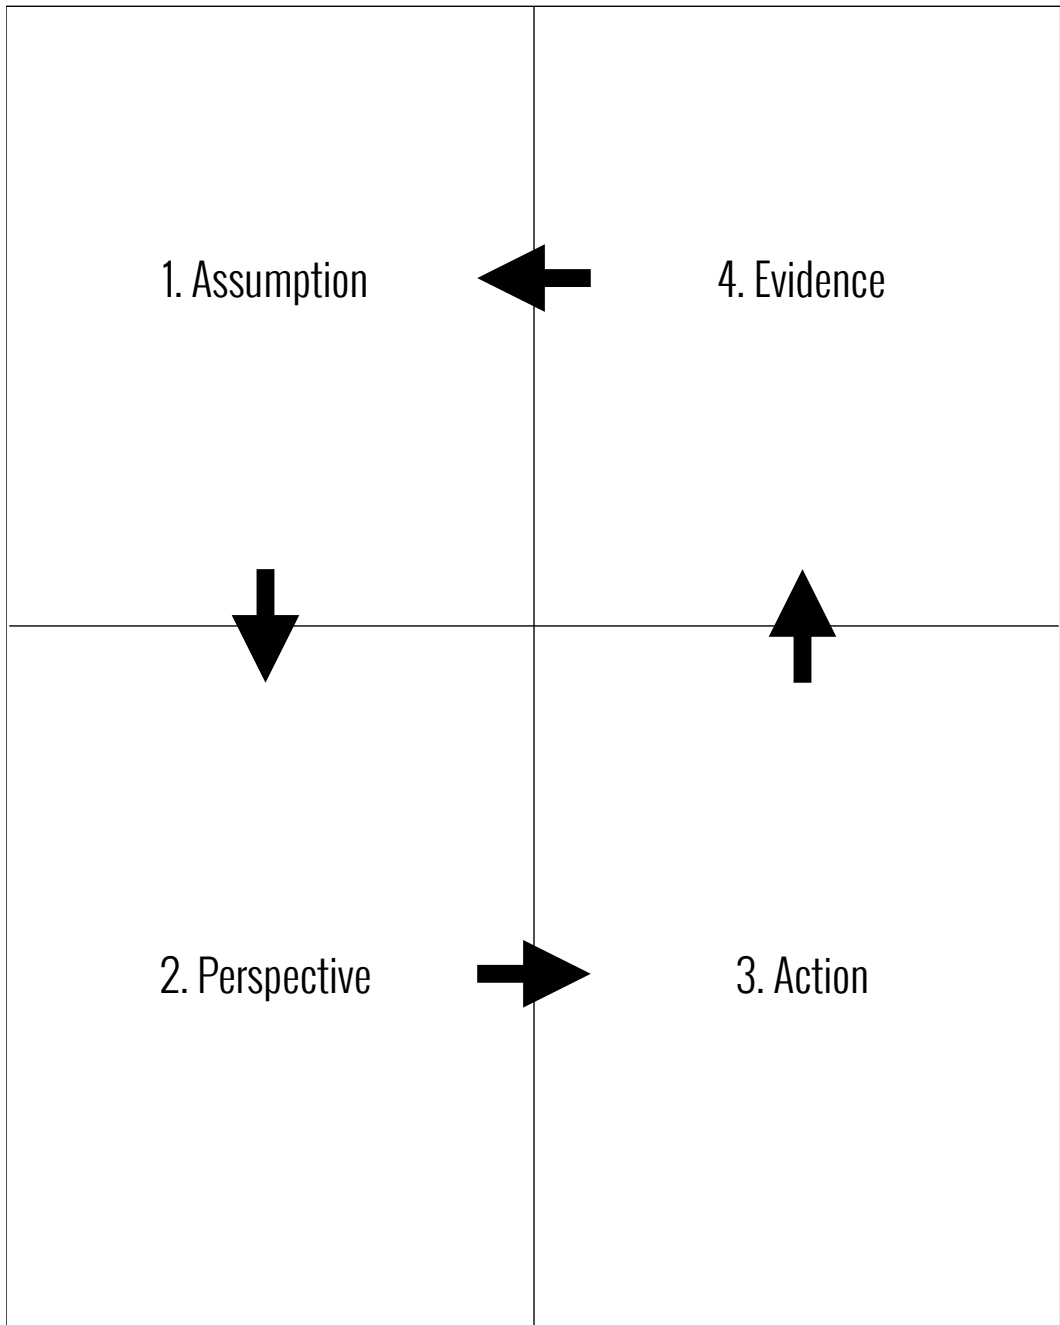 1. Assumption
4. Evidence
2. Perspective
3. Action